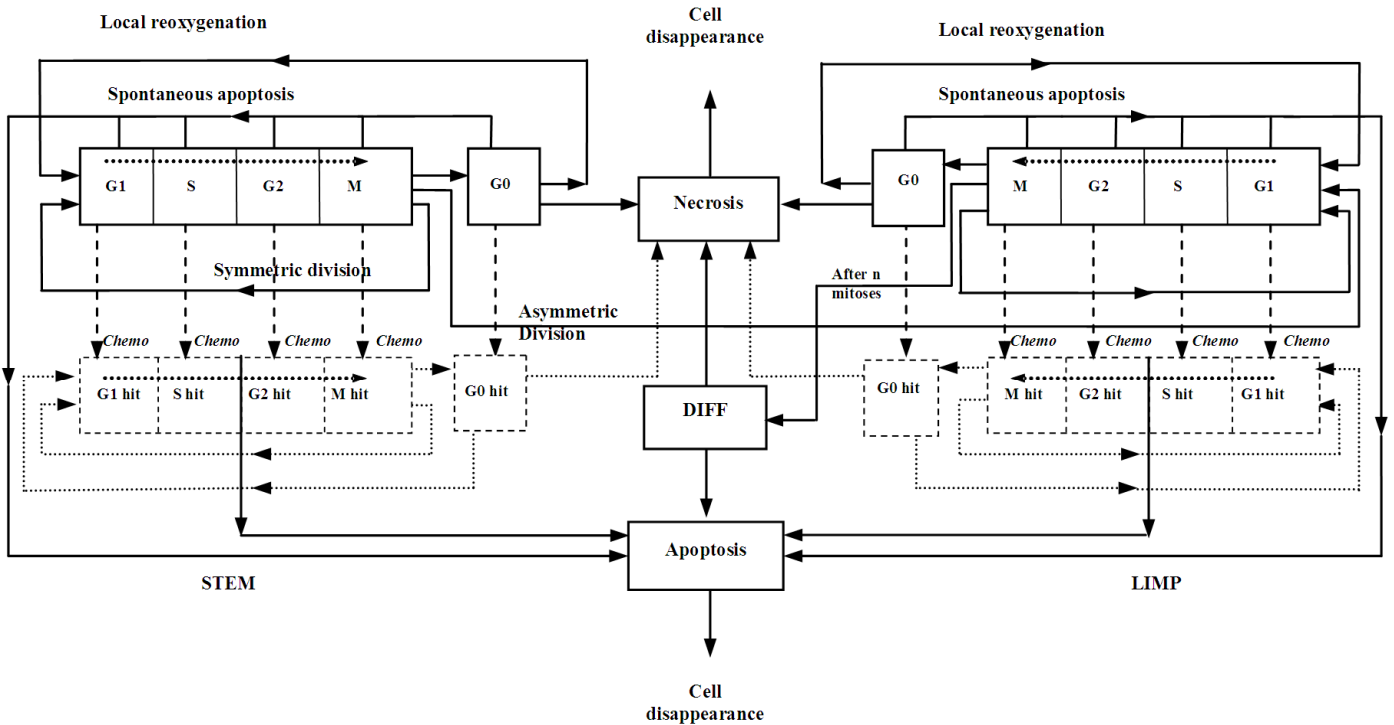 Local reoxygenation
Cell
disappearance
Local reoxygenation
Spontaneous apoptosis
Spontaneous apoptosis
G1 S G2 M
G0
Necrosis
G0
M G2 S G1
Symmetric division
After n
mitoses
Asymmetric
Division
Chemo Chemo Chemo Chemo
Chemo Chemo Chemo Chemo
G1 hit S hit G2 hit M hit
G0 hit
DIFF
G0 hit
M hit G2 hit S hit G1 hit
Apoptosis
STEM
LIMP
Cell
disappearance